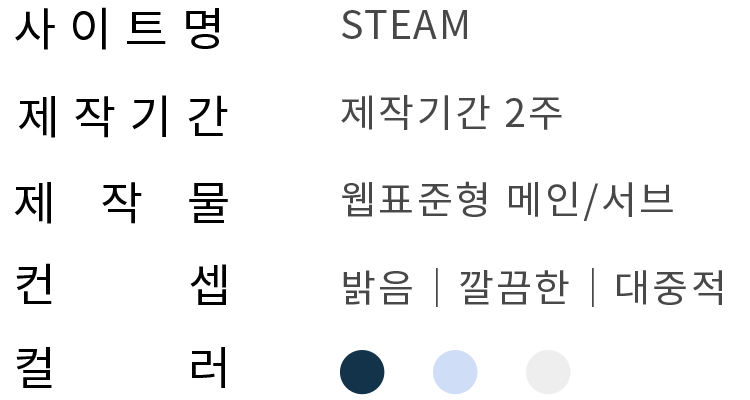 사이트명 STEAM
제작기간 제작기간 2주
제작물 웹표준형 메인/서브
컨셉 밝음 | 깔끔한 | 대중적
컬러